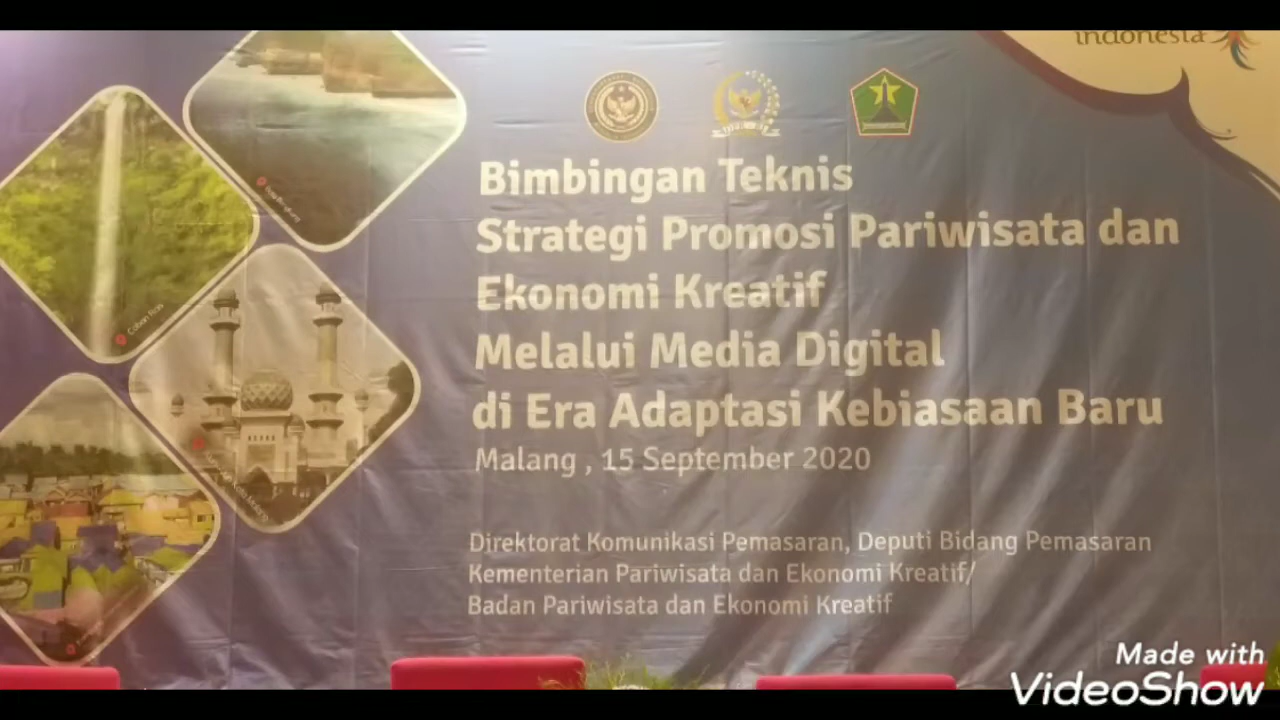 indonesia
Bimbingan Teknis
Strategi Promosi Pariwisata dan
Ekonomi Kreatif
Melalui Media Digital
di Era Adaptasi Kebiasaan Baru
Malang , 15 September 2020
Direktorat Komunikasi Pemasaran, Deputi Bidang Pemasaran
Kementerian Pariwisata dan Ekonomi Kreatif/
Badan Pariwisata dan Ekonomi Kreatif
Made with
VideoShow